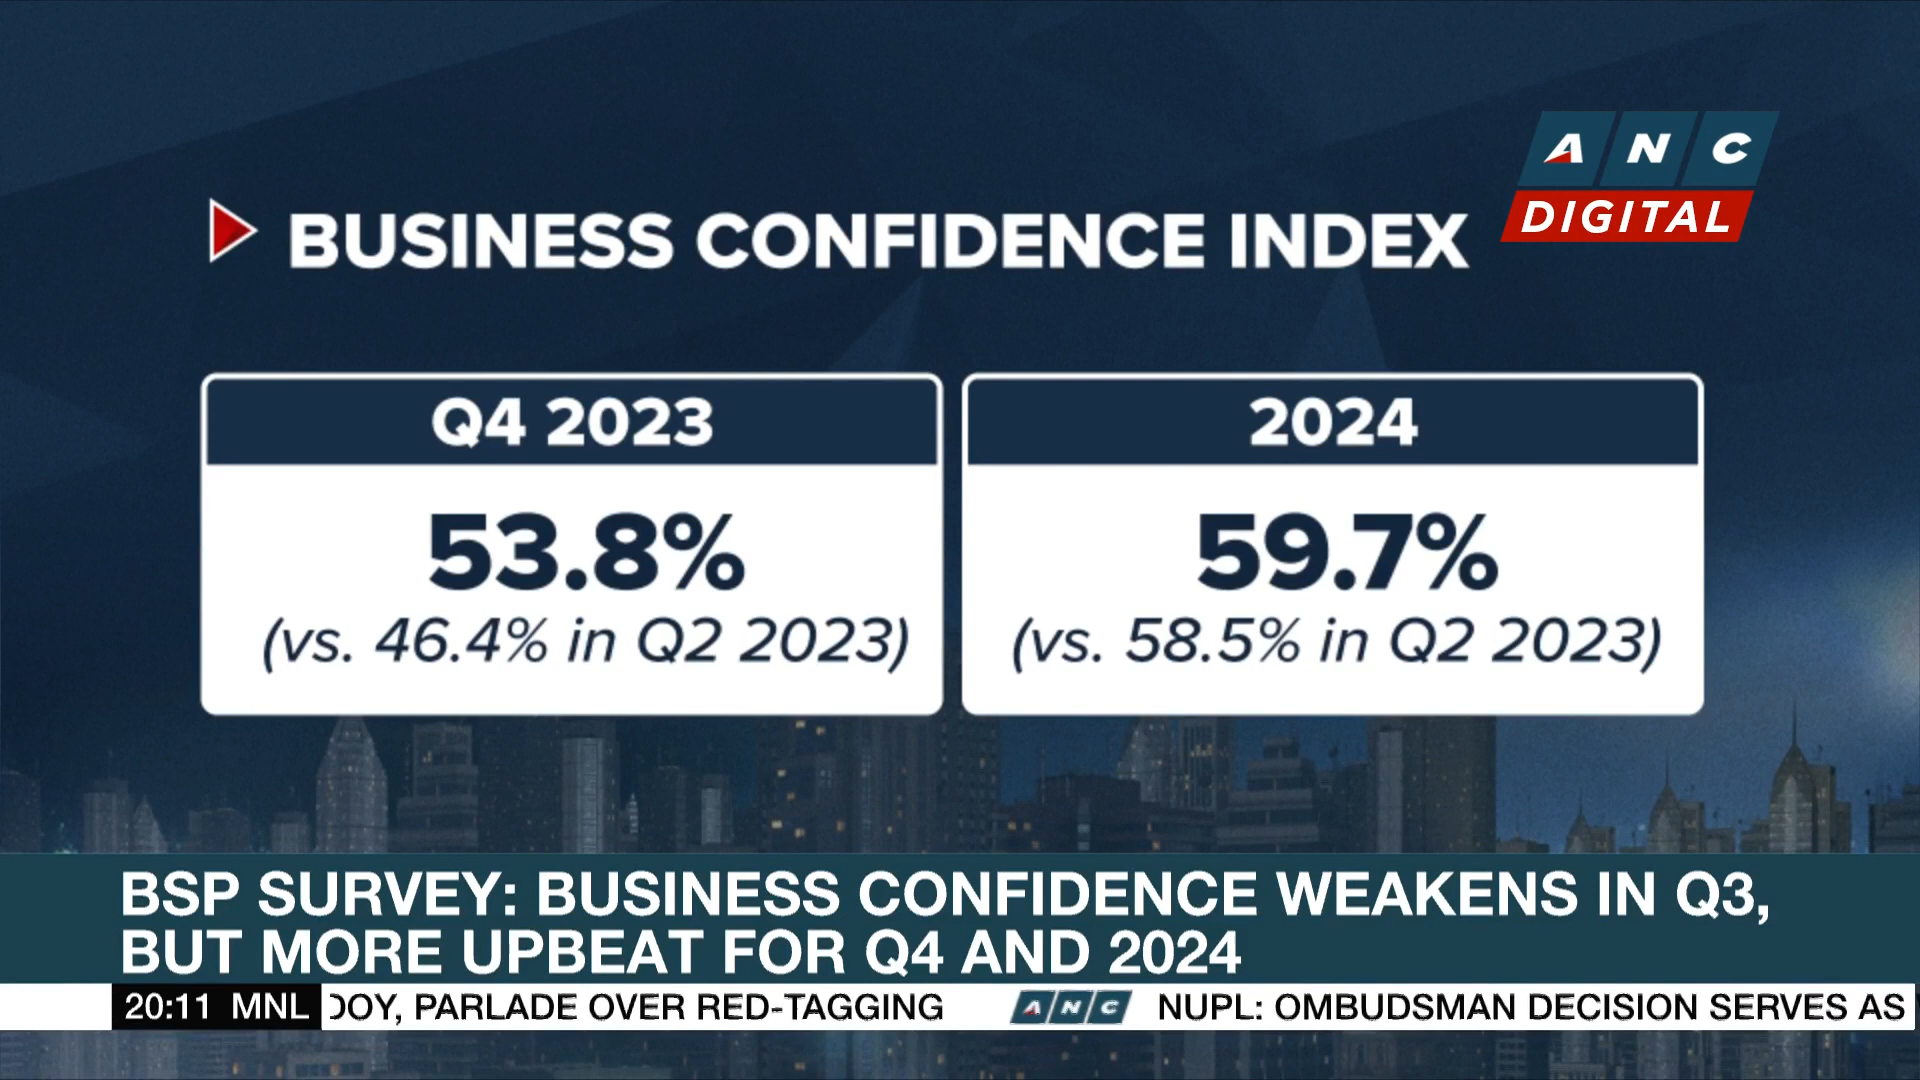 ANC
DIGITAL
BUSINESS CONFIDENCE INDEX
Q4 2023
53.8%
(vs. 46.4% in Q2 2023)
2024
59.7%
(vs. 58.5% in Q2 2023)
BSP SURVEY: BUSINESS CONFIDENCE WEAKENS IN Q3,
BUT MORE UPBEAT FOR Q4 AND 2024
20:11 MNL OOY, PARLADE OVER RED-TAGGING ANC NUPL: OMBUDSMAN DECISION SERVES AS